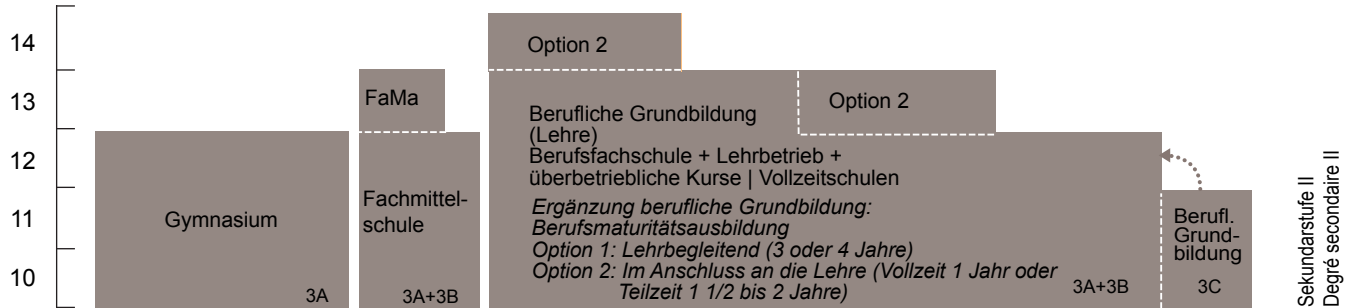 14
13
12
11
10
Gymnasium
3A
FaMa
Fachmittel-
schule
3A+3B
Option 2
Option 2
Berufliche Grundbildung
(Lehre)
Berufsfachschule + Lehrbetrieb +
überbetriebliche Kurse | Vollzeitschulen
Ergänzung berufliche Grundbildung:
Berufsmaturitätsausbildung
Option 1: Lehrbegleitend (3 oder 4 Jahre)
Option 2: Im Anschluss an die Lehre (Vollzeit 1 Jahr oder
Teilzeit 1 1/2 bis 2 Jahre)
3A+3B
Berufl.
Grund-
bildung
3C
Sekundarstufe II
Degré secondaire II